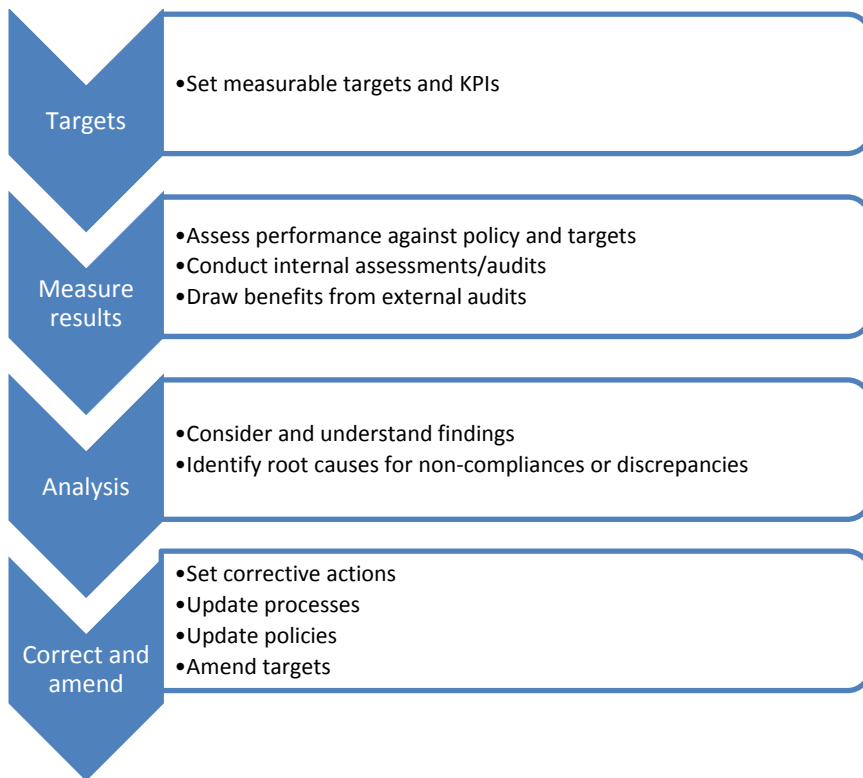 Targets
•Set measurable targets and KPIs
Measure
results
•Assess performance against policy and targets
•Conduct internal assessments/audits
•Draw benefits from external audits
Analysis
•Consider and understand findings
•Identify root causes for non-compliances or discrepancies
Correct and
amend
•Set corrective actions
•Update processes
•Update policies
•Amend targets